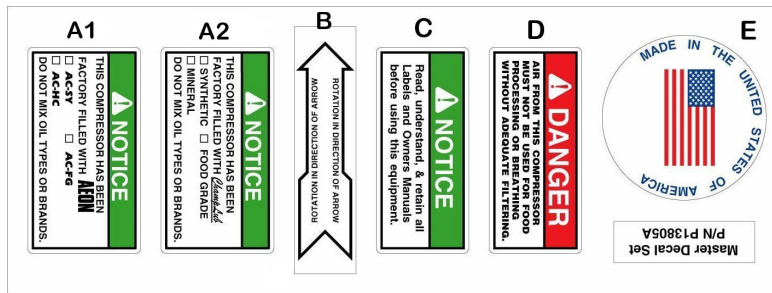 A1
NOTICE
THIS COMPRESSOR HAS BEEN
FACTORY FILLED WITH AEON
AC-SY AC-FG
AC-HC
DO NOT MIX OIL TYPES OR BRANDS.
A2
NOTICE
THIS COMPRESSOR HAS BEEN
FACTORY FILLED WITH ChampLub
SYNTHETIC FOOD GRADE
MINERAL
DO NOT MIX OIL TYPES OR BRANDS.
B
ROTATION IN DIRECTION OF ARROW
ROTATION IN DIRECTION OF ARROW
C
NOTICE
Read, understand, & retain all
Labels and Owners Manuals
before using this equipment.
D
DANGER
AIR FROM THIS COMPRESSOR
MUST NOT BE USED FOR FOOD
PROCESSING OR BREATHING
WITHOUT ADEQUATE FILTERING.
E
MADE IN THE UNITED STATES OF AMERICA
Master Decal Set
P/N P13805A